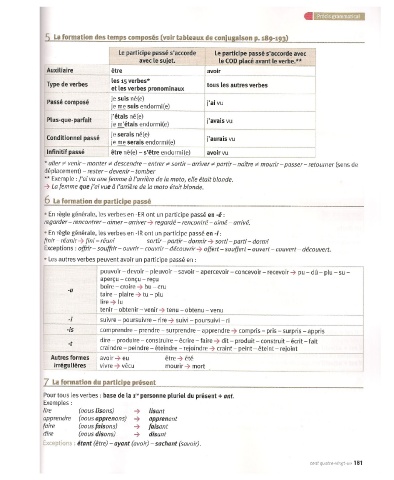 Précis grammatical
5 La formation des temps composés (voir tableaux de conjugaison p. 189-193)
Le participe passé s'accorde avec le sujet.
Le participe passé s'accorde avec le COD placé avant le verbe.**
Auxiliaire être avoir
Type de verbes les 15 verbes* et les verbes pronominaux tous les autres verbes
Passé composé je suis né(e) j'ai vu
je me suis endormi(e)
Plus-que-parfait j'étais né(e) j'avais vu
je m'étais endormi(e)
Conditionnel passé je serais né(e) j'aurais vu
je me serais endormi(e)
Infinitif passé être né(e) – s'être endormi(e) avoir vu
* aller ≠ venir – monter ≠ descendre – entrer ≠ sortir – arriver ≠ partir – naître ≠ mourir – passer – retourner (sens de
déplacement) – rester – devenir – tomber
** Exemple : J'ai vu une femme à l'arrière de la moto, elle était blonde.
→ La femme que j'ai vue à l'arrière de la moto était blonde.
6 La formation du participe passé
• En règle générale, les verbes en -ER ont un participe passé en -é :
regarder – rencontrer – aimer – arriver → regardé – rencontré – aimé – arrivé.
• En règle générale, les verbes en -IR ont un participe passé en -i :
finir – réunir → fini – réuni sortir – partir – dormir → sorti – parti – dormi
Exceptions : offrir – souffrir – ouvrir – couvrir – découvrir → offert – souffert – ouvert – couvert – découvert.
• Les autres verbes peuvent avoir un participe passé en :
-u
pouvoir – devoir – pleuvoir – savoir – apercevoir – concevoir – recevoir → pu – dû – plu – su –
aperçu – conçu – reçu
boire – croire → bu – cru
taire – plaire → tu – plu
lire → lu
tenir – obtenir – venir → tenu – obtenu – venu
-i suivre – poursuivre – rire → suivi – poursuivi – ri
-is comprendre – prendre – surprendre – apprendre → compris – pris – surpris – appris
-t
dire – produire – construire – écrire – faire → dit – produit – construit – écrit – fait
craindre – peindre – éteindre – rejoindre → craint – peint – éteint – rejoint
Autres formes irrégulières
avoir → eu être → été
vivre → vécu mourir → mort
7 La formation du participe présent
Pour tous les verbes : base de la 1re personne pluriel du présent + ant.
Exemples :
lire (nous lisons) → lisant
apprendre (nous apprenons) → apprenant
faire (nous faisons) → faisant
dire (nous disons) → disant
Exceptions : étant (être) – ayant (avoir) – sachant (savoir).
cent quatre-vingt-un 181